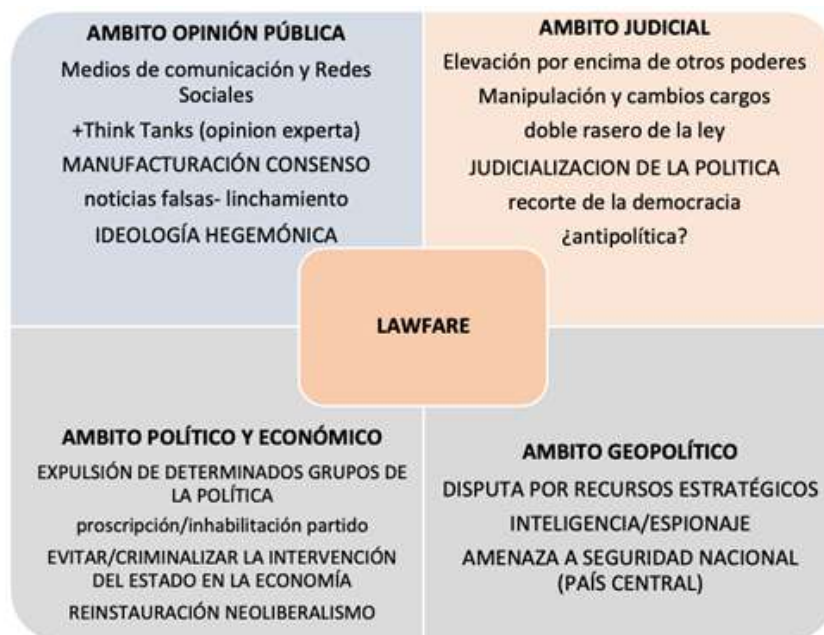 AMBITO OPINIÓN PÚBLICA
Medios de comunicación y Redes
Sociales
+Think Tanks (opinion experta)
MANUFACTURACIÓN CONSENSO
noticias falsas- linchamiento
IDEOLOGÍA HEGEMÓNICA
AMBITO JUDICIAL
Elevación por encima de otros poderes
Manipulación y cambios cargos
doble rasero de la ley
JUDICIALIZACION DE LA POLITICA
recorte de la democracia
¿antipolítica?
LAWFARE
AMBITO POLÍTICO Y ECONÓMICO
EXPULSIÓN DE DETERMINADOS GRUPOS DE
LA POLÍTICA
proscripción/inhabilitación partido
EVITAR/CRIMINALIZAR LA INTERVENCIÓN
DEL ESTADO EN LA ECONOMÍA
REINSTAURACIÓN NEOLIBERALISMO
AMBITO GEOPOLÍTICO
DISPUTA POR RECURSOS ESTRATÉGICOS
INTELIGENCIA/ESPIONAJE
AMENAZA A SEGURIDAD NACIONAL
(PAÍS CENTRAL)